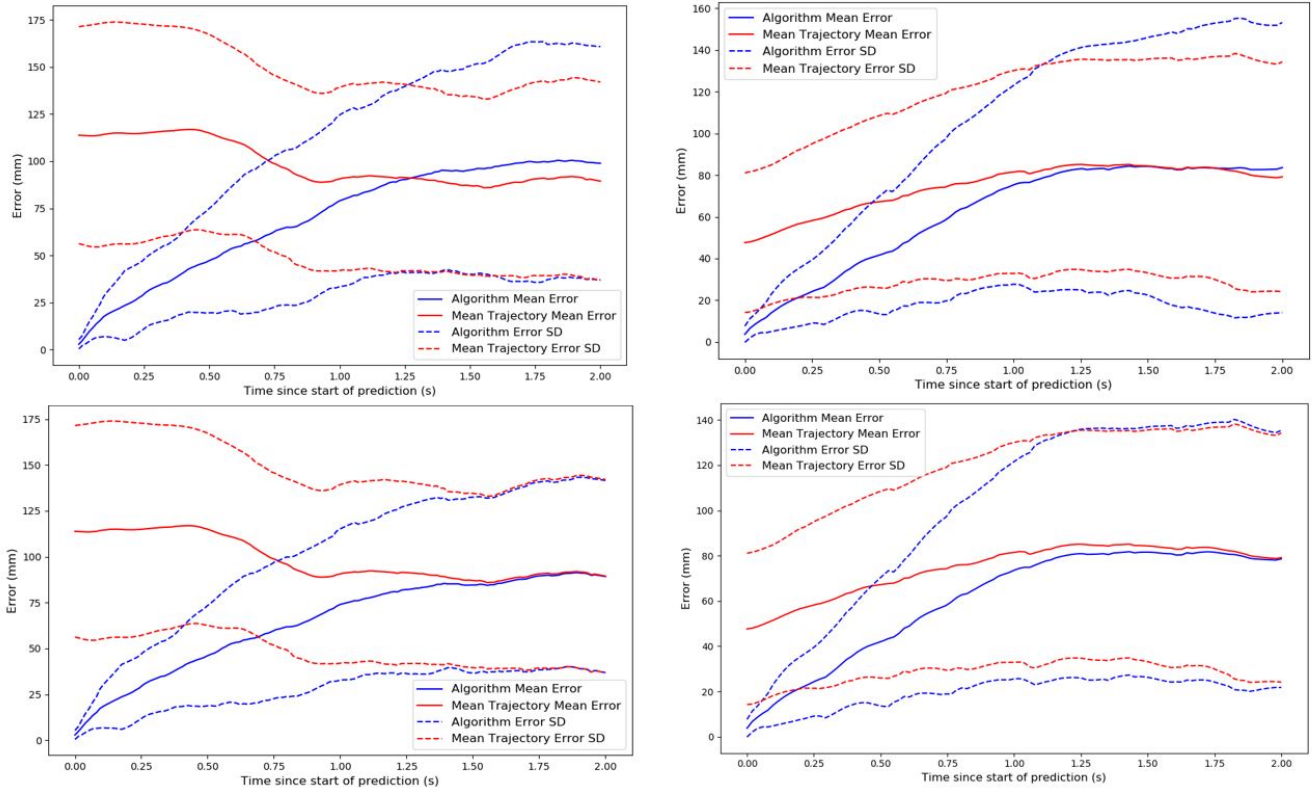 175
150
125
100
75
50
25
0
Error (mm)
0.00 0.25 0.50 0.75 1.00 1.25 1.50 1.75 2.00
Time since start of prediction (s)
Algorithm Mean Error
Mean Trajectory Mean Error
Algorithm Error SD
Mean Trajectory Error SD
160
140
120
100
80
60
40
20
0
Error (mm)
0.00 0.25 0.50 0.75 1.00 1.25 1.50 1.75 2.00
Time since start of prediction (s)
Algorithm Mean Error
Mean Trajectory Mean Error
Algorithm Error SD
Mean Trajectory Error SD
175
150
125
100
75
50
25
0
Error (mm)
0.00 0.25 0.50 0.75 1.00 1.25 1.50 1.75 2.00
Time since start of prediction (s)
Algorithm Mean Error
Mean Trajectory Mean Error
Algorithm Error SD
Mean Trajectory Error SD
140
120
100
80
60
40
20
0
Error (mm)
0.00 0.25 0.50 0.75 1.00 1.25 1.50 1.75 2.00
Time since start of prediction (s)
Algorithm Mean Error
Mean Trajectory Mean Error
Algorithm Error SD
Mean Trajectory Error SD